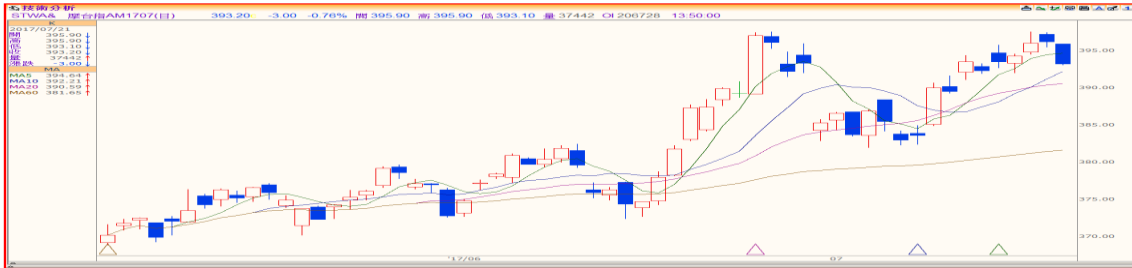 技術分析
STWA& 摩台指AM1707(日) 393.20 -3.00 -0.76% 開 395.90 高 395.90 低 393.10 量 37442 OI 206728 13:50:00
K
2017/07/21
開 395.90
高 395.90
低 393.10
收 393.20
量 37442
漲跌 -3.00
MA
MA5 394.64
MA10 392.21
MA20 390.59
MA60 381.65
395.00
390.00
385.00
380.00
375.00
370.00
'17/06
07